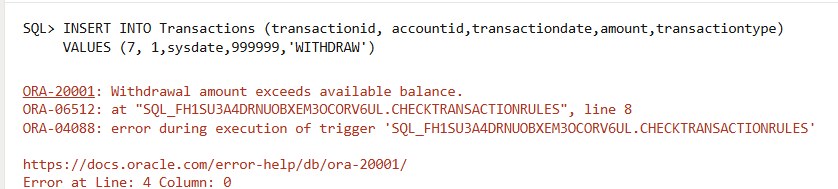 SQL> INSERT INTO Transactions (transactionid, accountid,transactiondate,amount,transactiontype)
VALUES (7, 1,sysdate,999999,'WITHDRAW')
ORA-20001: Withdrawal amount exceeds available balance.
ORA-06512: at "SQL_FH1SU3A4DRNUOBXEM3OCORV6UL.CHECKTRANSACTIONRULES", line 8
ORA-04088: error during execution of trigger 'SQL_FH1SU3A4DRNUOBXEM3OCORV6UL.CHECKTRANSACTIONRULES'
https://docs.oracle.com/error-help/db/ora-20001/
Error at Line: 4 Column: 0